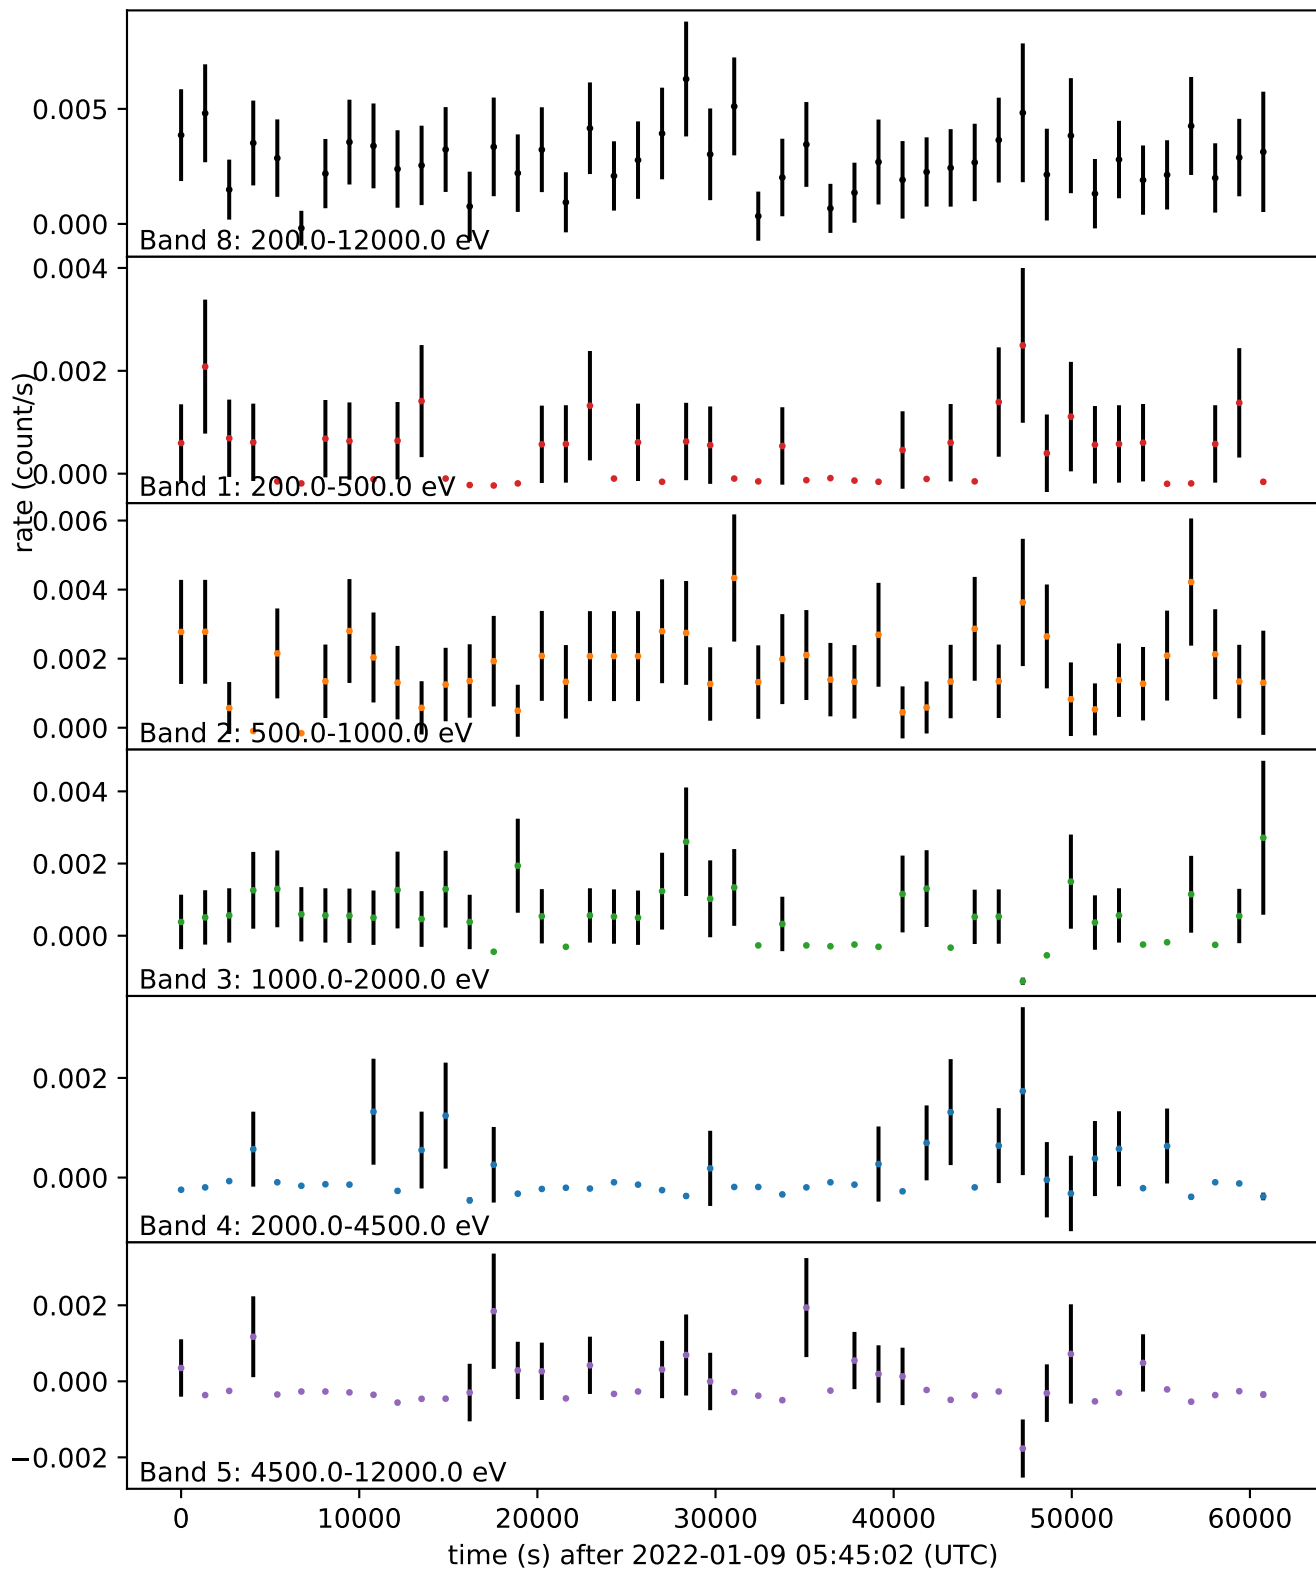 0.005
0.000
Band 8: 200.0-12000.0 eV
0.004
0.002
0.000
Band 1: 200.0-500.0 eV
rate (count/s)
0.006
0.004
0.002
0.000
Band 2: 500.0-1000.0 eV
0.004
0.002
0.000
Band 3: 1000.0-2000.0 eV
0.002
0.000
Band 4: 2000.0-4500.0 eV
0.002
0.000
−0.002
Band 5: 4500.0-12000.0 eV
0 10000 20000 30000 40000 50000 60000
time (s) after 2022-01-09 05:45:02 (UTC)